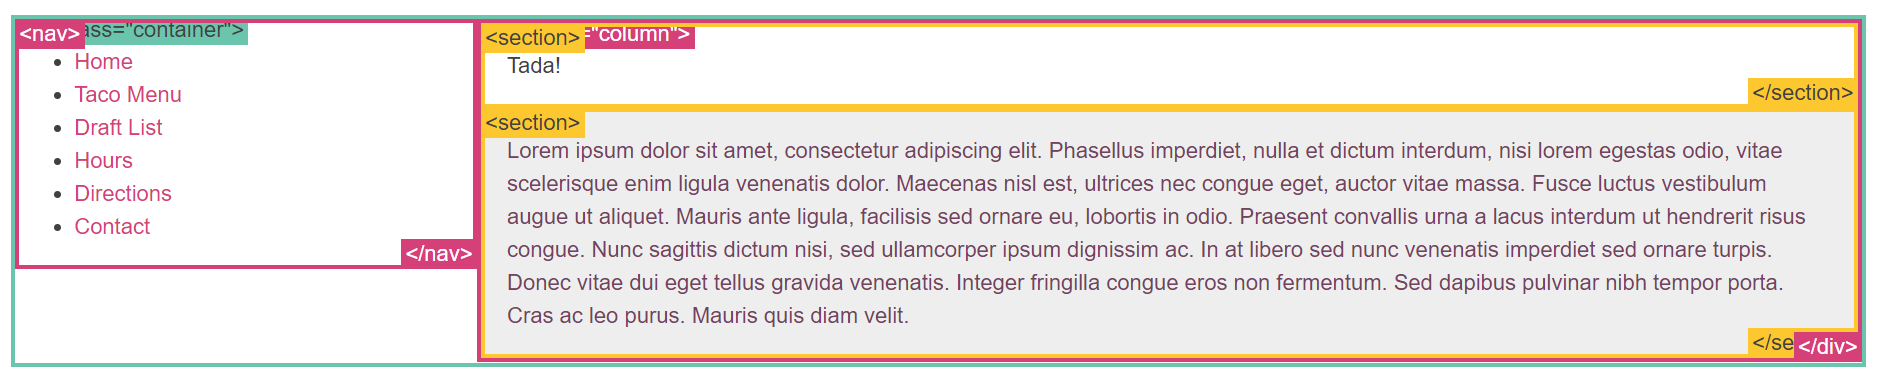 <nav>
ass="container">
Home
Taco Menu
Draft List
Hours
Directions
Contact
</nav>
<section>
="column">
Tada!
</section>
<section>
Lorem ipsum dolor sit amet, consectetur adipiscing elit. Phasellus imperdiet, nulla et dictum interdum, nisi lorem egestas odio, vitae
scelerisque enim ligula venenatis dolor. Maecenas nisl est, ultrices nec congue eget, auctor vitae massa. Fusce luctus vestibulum
augue ut aliquet. Mauris ante ligula, facilisis sed ornare eu, lobortis in odio. Praesent convallis urna a lacus interdum ut hendrerit risus
congue. Nunc sagittis dictum nisi, sed ullamcorper ipsum dignissim ac. In at libero sed nunc venenatis imperdiet sed ornare turpis.
Donec vitae dui eget tellus gravida venenatis. Integer fringilla congue eros non fermentum. Sed dapibus pulvinar nibh tempor porta.
Cras ac leo purus. Mauris quis diam velit.
</se
</div>